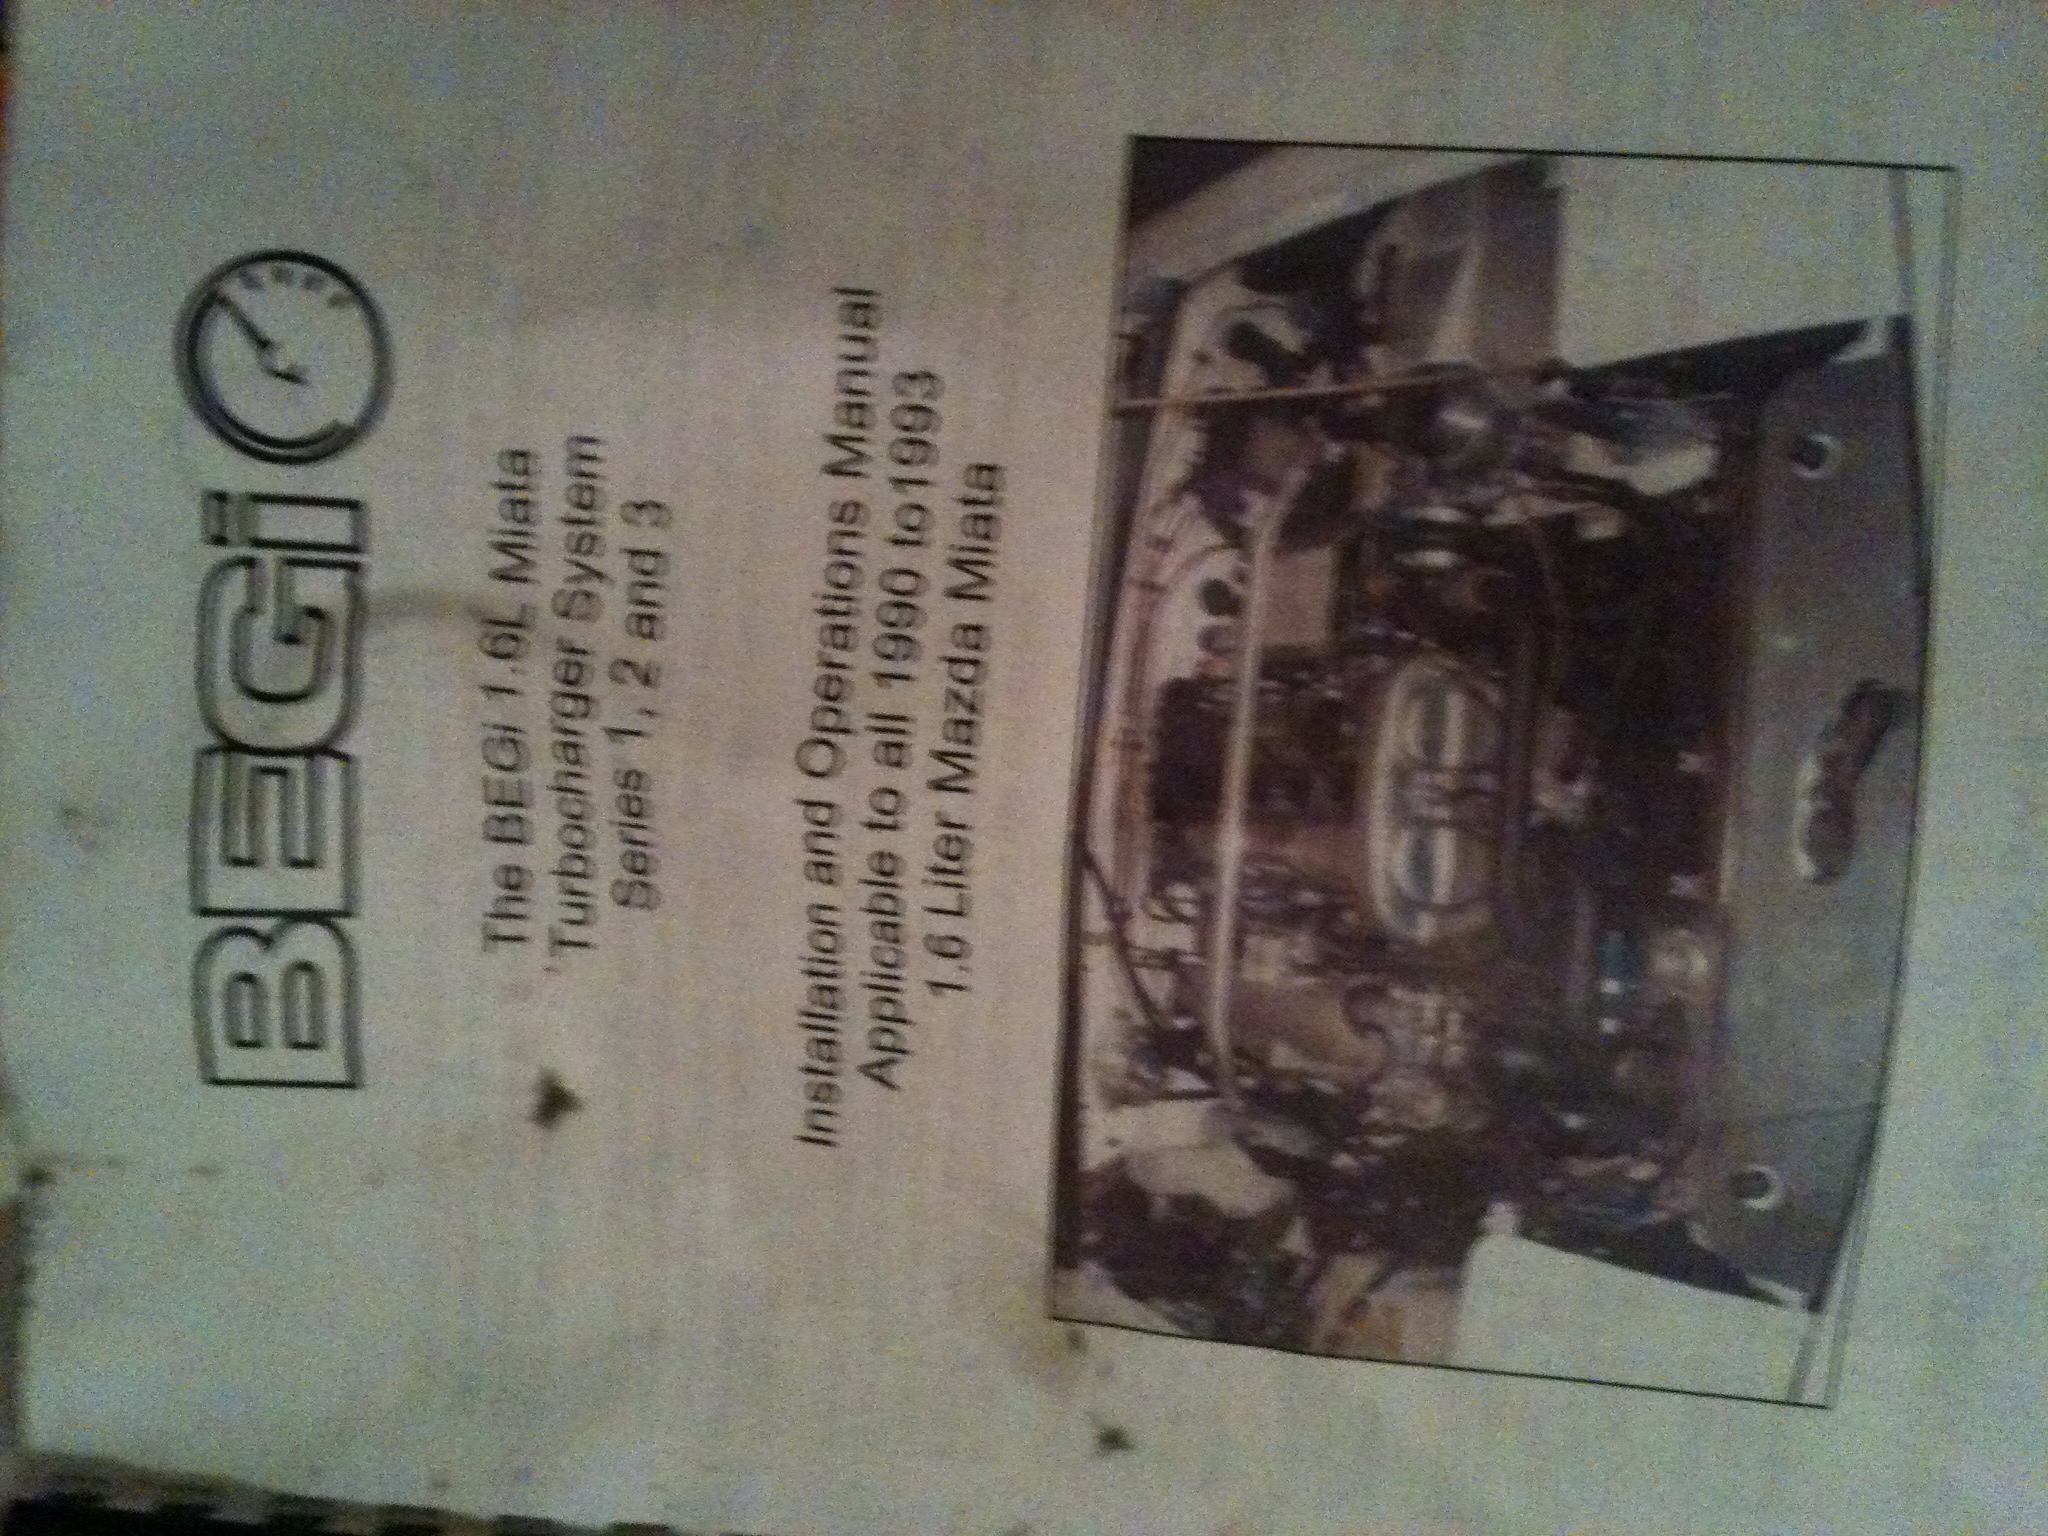 BEGi
The BEGi 1.6L Miata
Turbocharger System
Series 1, 2 and 3
Installation and Operations Manual
Applicable to all 1990 to1993
1.6 Liter Mazda Miata